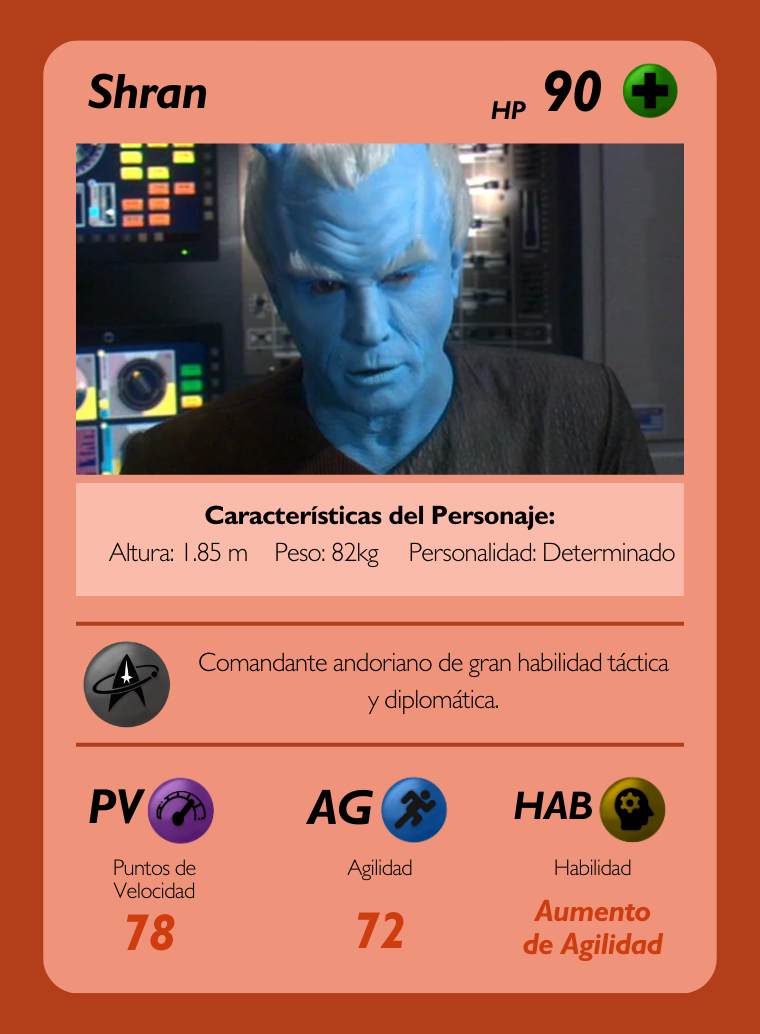 Shran
HP 90
Características del Personaje:
Altura: 1.85 m Peso: 82kg Personalidad: Determinado
Comandante andoriano de gran habilidad táctica
y diplomática.
PV AG HAB
Puntos de
Velocidad
78
Agilidad
72
Habilidad
Aumento
de Agilidad